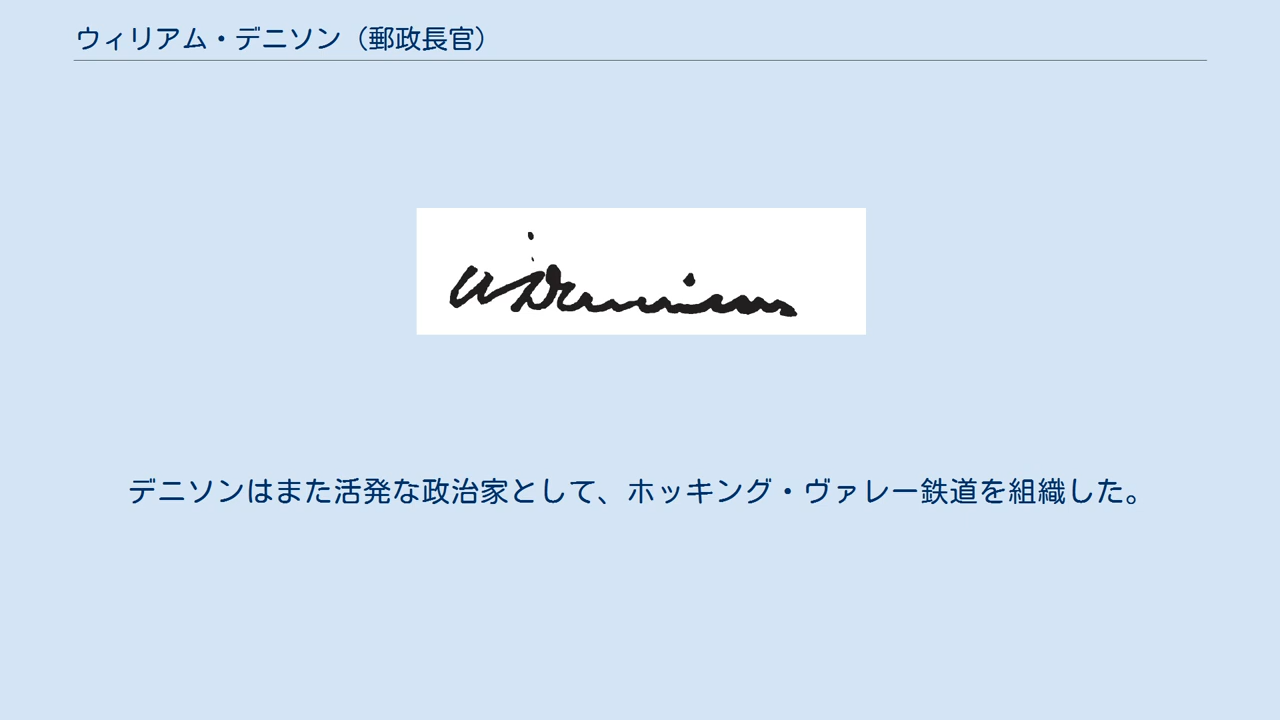 ウィリアム・デニソン（郵政長官）
W. Dennison
デニソンはまた活発な政治家として、ホッキング・ヴァレー鉄道を組織した。